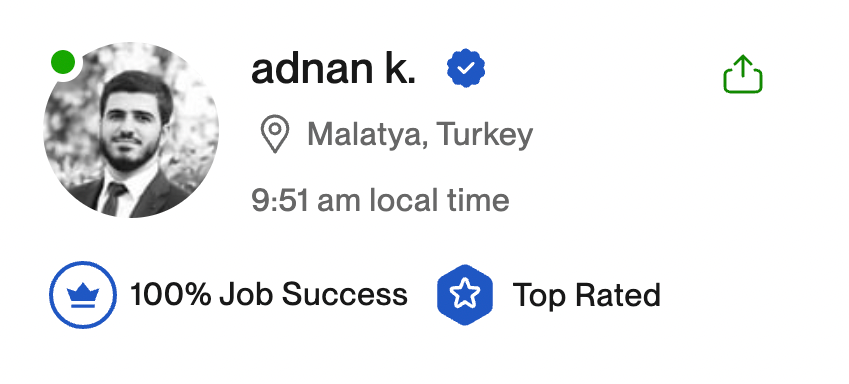 adnan k.
Malatya, Turkey
9:51 am local time
100% Job Success
Top Rated